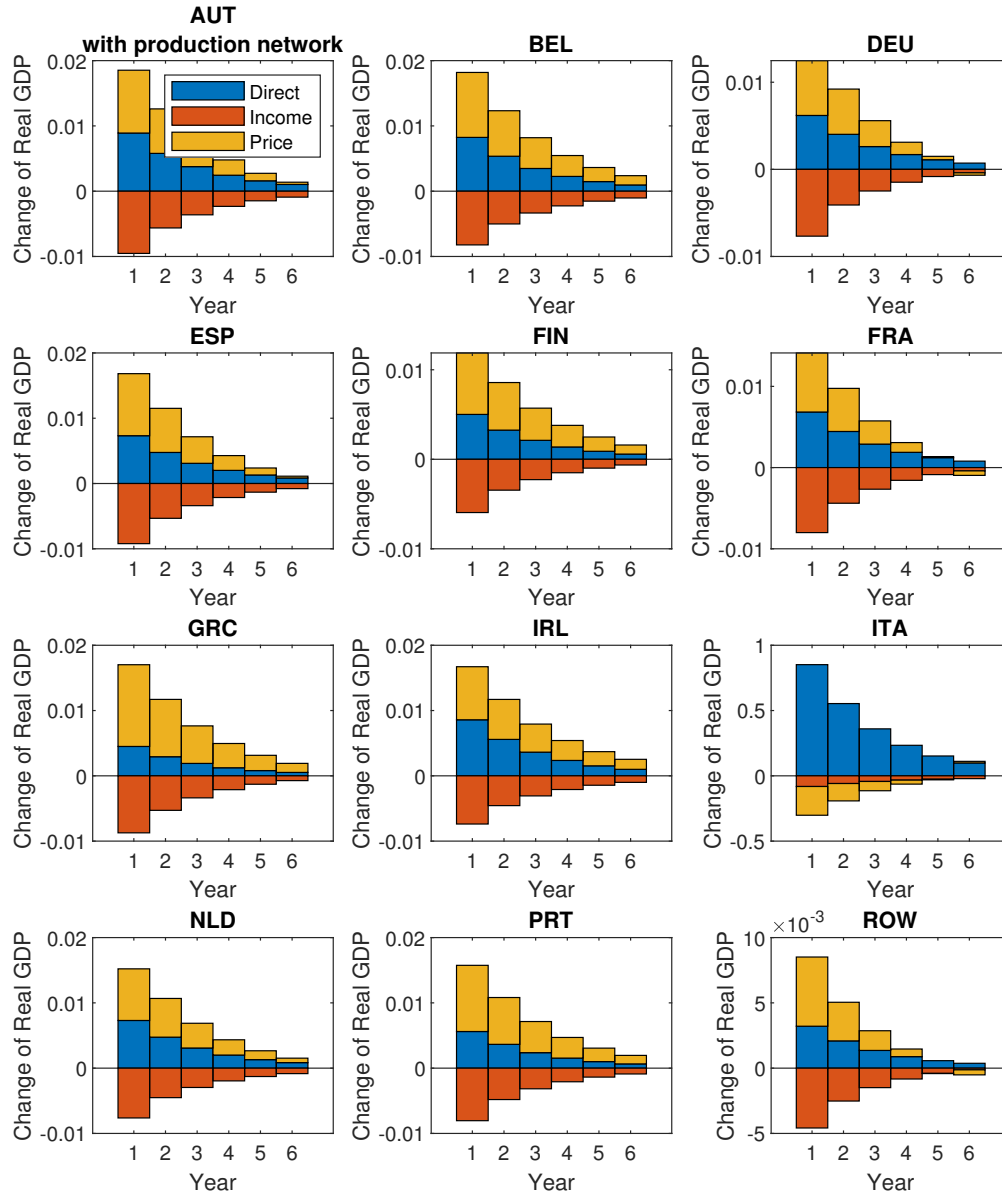 AUT
with production network
BEL
DEU
Change of Real GDP
0.02
0.01
0
-0.01
Direct
Income
Price
1 2 3 4 5 6
Year
Change of Real GDP
0.02
0.01
0
-0.01
1 2 3 4 5 6
Year
Change of Real GDP
0.01
0
-0.01
1 2 3 4 5 6
Year
ESP
FIN
FRA
Change of Real GDP
0.02
0.01
0
-0.01
1 2 3 4 5 6
Year
Change of Real GDP
0.01
0
-0.01
1 2 3 4 5 6
Year
Change of Real GDP
0.01
0
-0.01
1 2 3 4 5 6
Year
GRC
IRL
ITA
Change of Real GDP
0.02
0.01
0
-0.01
1 2 3 4 5 6
Year
Change of Real GDP
0.02
0.01
0
-0.01
1 2 3 4 5 6
Year
Change of Real GDP
1
0.5
0
-0.5
1 2 3 4 5 6
Year
NLD
PRT
ROW
Change of Real GDP
0.02
0.01
0
-0.01
1 2 3 4 5 6
Year
Change of Real GDP
0.02
0.01
0
-0.01
1 2 3 4 5 6
Year
Change of Real GDP
×10⁻³
10
5
0
-5
1 2 3 4 5 6
Year